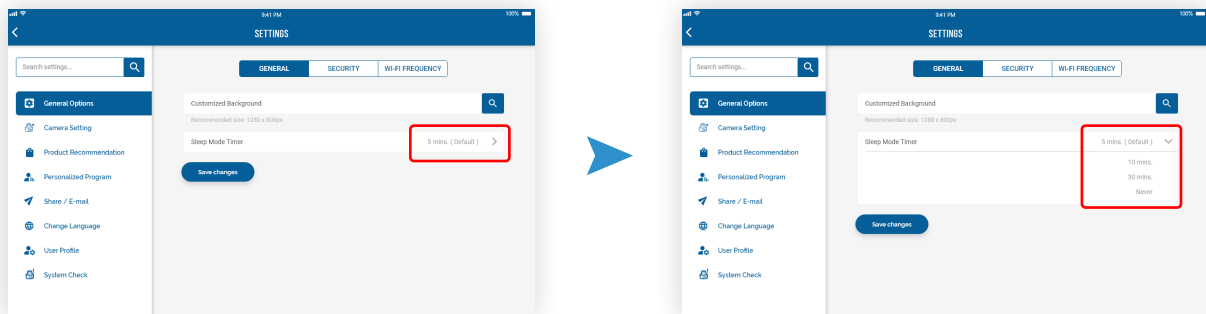 9:41 PM
100%
SETTINGS
Search settings...
GENERAL
SECURITY
WI-FI FREQUENCY
General Options
Camera Setting
Product Recommendation
Personalized Program
Share / E-mail
Change Language
User Profile
System Check
Customized Background
Recommended size: 1280 x 800px
Sleep Mode Timer
5 mins. ( Default )
Save changes
9:41 PM
100%
SETTINGS
Search settings...
GENERAL
SECURITY
WI-FI FREQUENCY
General Options
Camera Setting
Product Recommendation
Personalized Program
Share / E-mail
Change Language
User Profile
System Check
Customized Background
Recommended size: 1280 x 800px
Sleep Mode Timer
5 mins. ( Default )
10 mins.
30 mins.
Never
Save changes